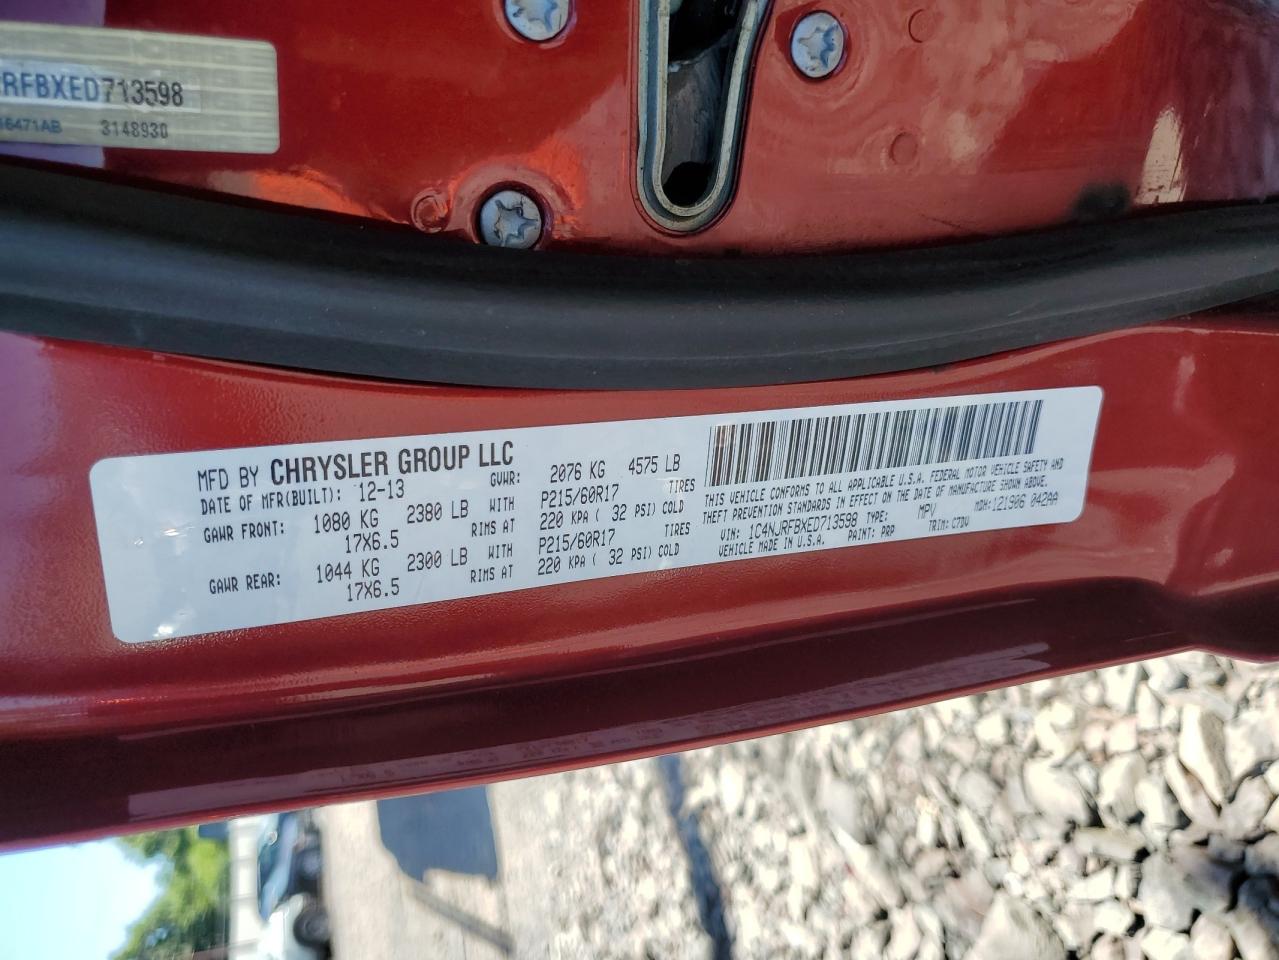 RFBXED713598
16471AB 3148930
MFD BY CHRYSLER GROUP LLC
DATE OF MFR(BUILT): 12-13 GVWR: 2076 KG 4575 LB
GAWR FRONT: 1080 KG 2380 LB WITH P215/60R17 TIRES
17X6.5 RIMS AT 220 KPA ( 32 PSI) COLD
GAWR REAR: 1044 KG 2300 LB WITH P215/60R17 TIRES
17X6.5 RIMS AT 220 KPA ( 32 PSI) COLD
THIS VEHICLE CONFORMS TO ALL APPLICABLE U.S.A. FEDERAL MOTOR VEHICLE SAFETY AND
THEFT PREVENTION STANDARDS IN EFFECT ON THE DATE OF MANUFACTURE SHOWN ABOVE.
VIN: 1C4NJRFBXED713598 TYPE: MPV MDH: 121906 042AA
VEHICLE MADE IN U.S.A. PAINT: PRP TRIM: C7DV